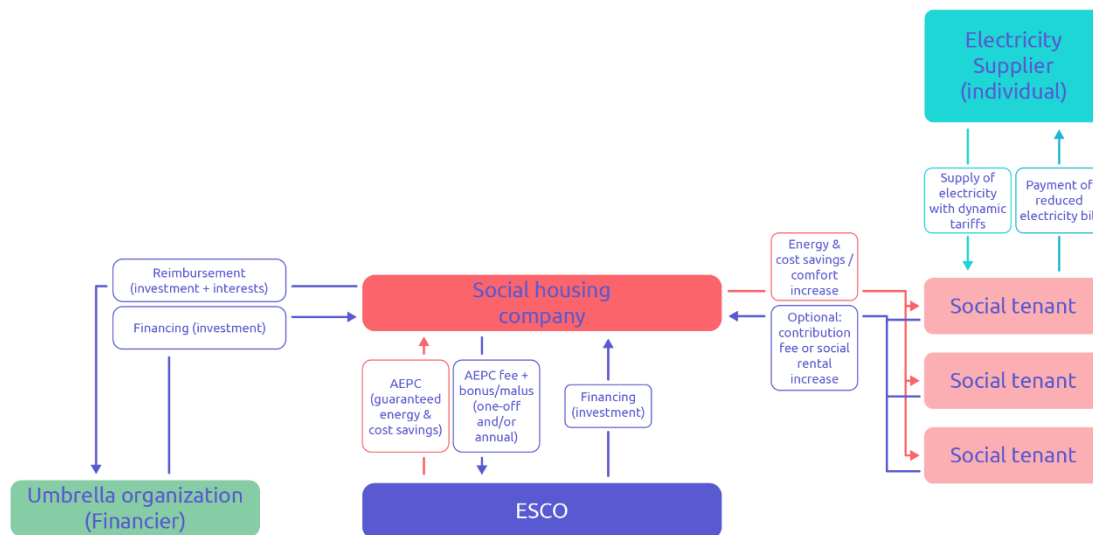 Electricity
Supplier
(individual)
Supply of
electricity
with dynamic
tariffs
Payment of
reduced
electricity bil
Reimbursement
(investment + interests)
Financing (investment)
Social housing
company
Energy &
cost savings /
comfort
increase
Optional:
contribution
fee or social
rental
increase
Social tenant
Social tenant
Social tenant
AEPC
(guaranteed
energy &
cost savings)
AEPC fee +
bonus/malus
(one-off
and/or
annual)
Financing
(investment)
Umbrella organization
(Financier)
ESCO